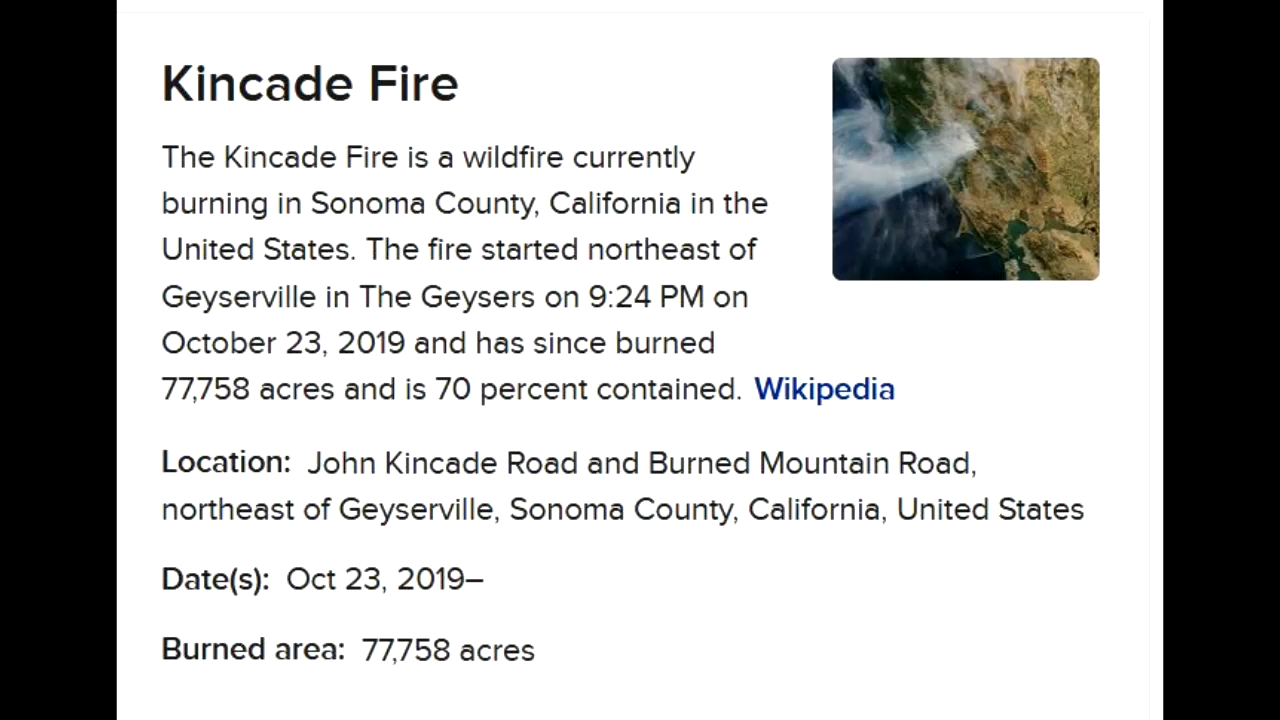 Kincade Fire
The Kincade Fire is a wildfire currently
burning in Sonoma County, California in the
United States. The fire started northeast of
Geyserville in The Geysers on 9:24 PM on
October 23, 2019 and has since burned
77,758 acres and is 70 percent contained. Wikipedia
Location: John Kincade Road and Burned Mountain Road,
northeast of Geyserville, Sonoma County, California, United States
Date(s): Oct 23, 2019–
Burned area: 77,758 acres